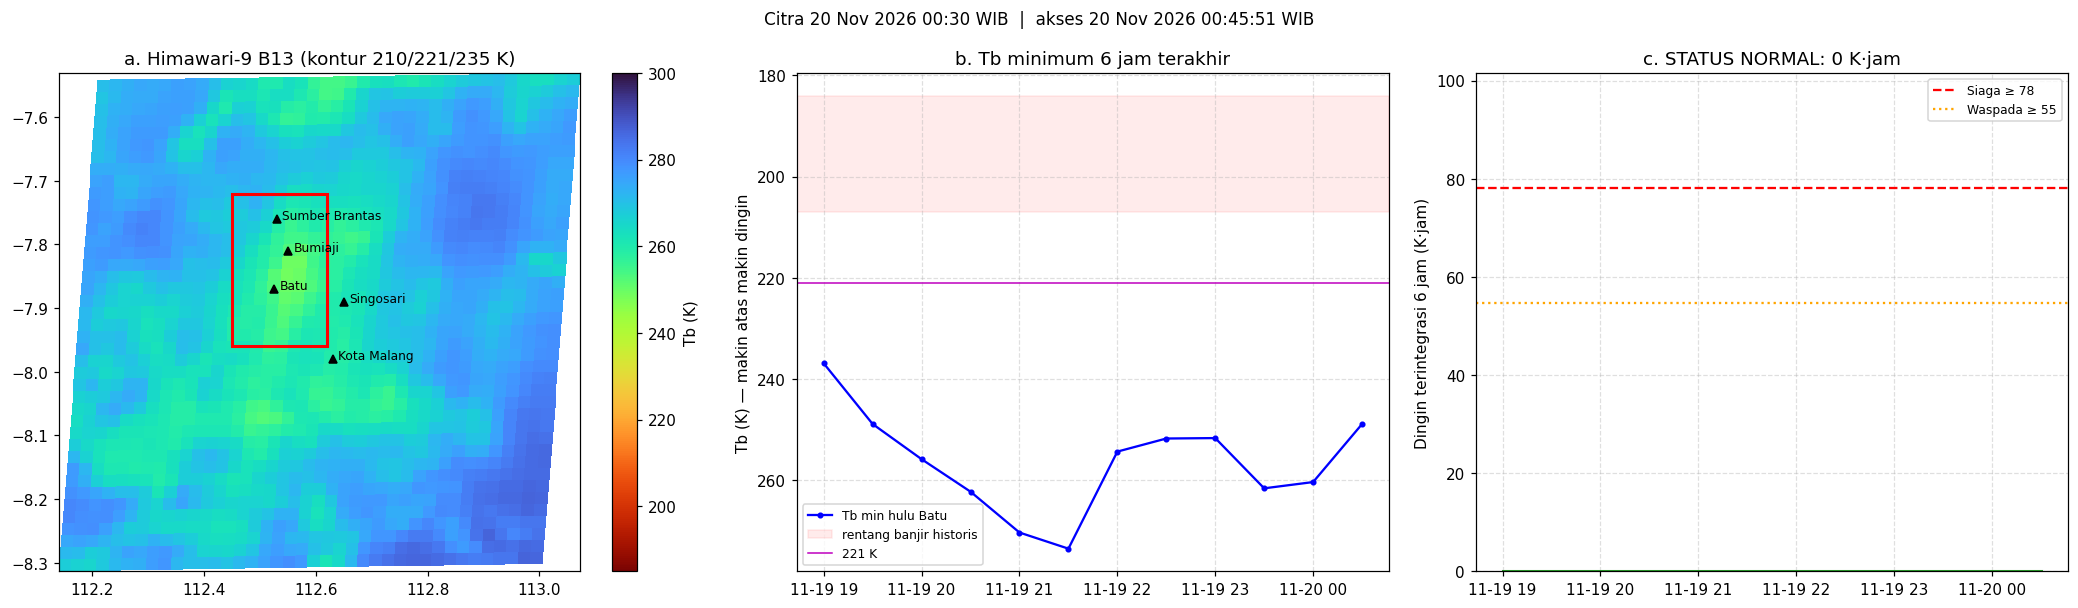 Citra 20 Nov 2026 00:30 WIB  |  akses 20 Nov 2026 00:45:51 WIB
a. Himawari-9 B13 (kontur 210/221/235 K)
−7.6
−7.7
−7.8
−7.9
−8.0
−8.1
−8.2
−8.3
112.2
112.4
112.6
112.8
113.0
Sumber Brantas
Bumiaji
Batu
Singosari
Kota Malang
300
280
260
240
220
200
Tb (K)
b. Tb minimum 6 jam terakhir
Tb (K) — makin atas makin dingin
180
200
220
240
260
Tb min hulu Batu
rentang banjir historis
221 K
11-19 19
11-19 20
11-19 21
11-19 22
11-19 23
11-20 00
c. STATUS NORMAL: 0 K·jam
Dingin terintegrasi 6 jam (K·jam)
100
80
60
40
20
0
Siaga ≥ 78
Waspada ≥ 55
11-19 19
11-19 20
11-19 21
11-19 22
11-19 23
11-20 00